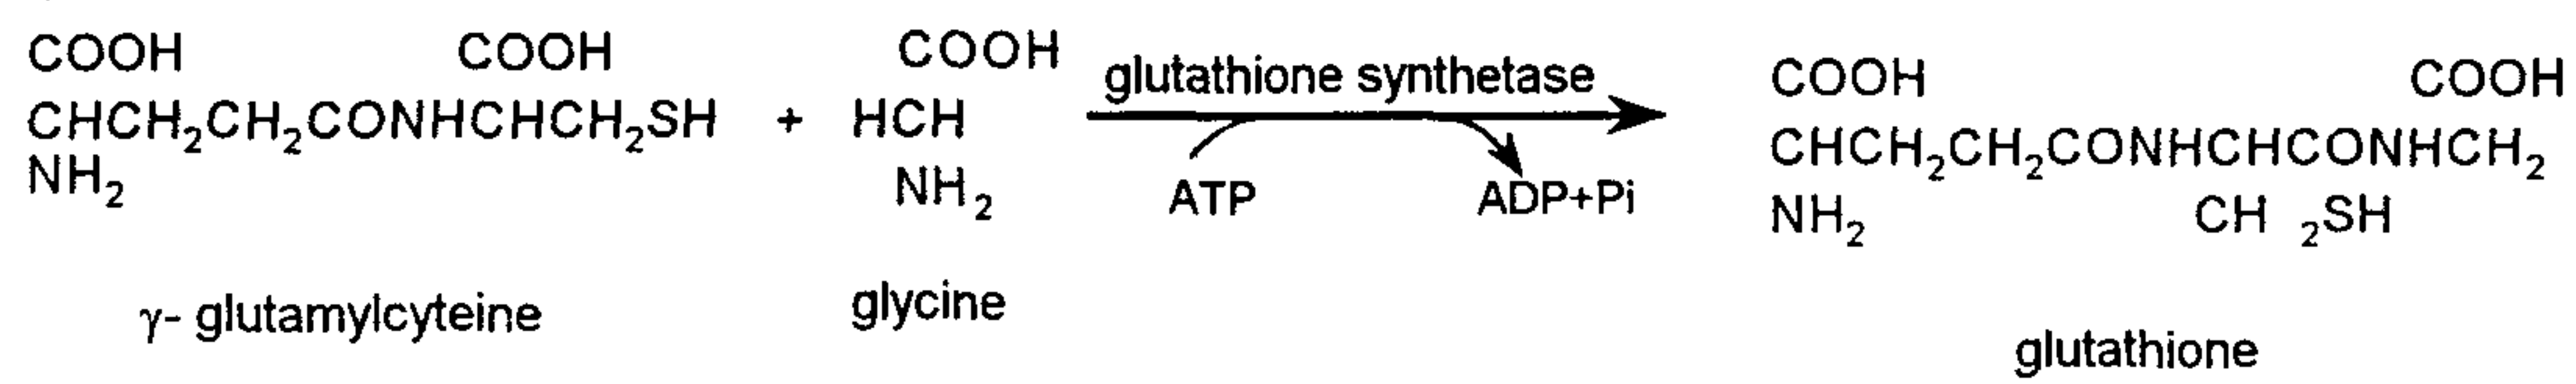 COOH COOH COOH glutathione synthetase COOH COOH
CHCH₂CH₂CONHCHCH₂SH + HCH CHCH₂CH₂CONHCHCONHCH₂
NH₂ NH₂ ATP ADP+Pi NH₂ CH ₂SH
γ- glutamylcyteine glycine glutathione